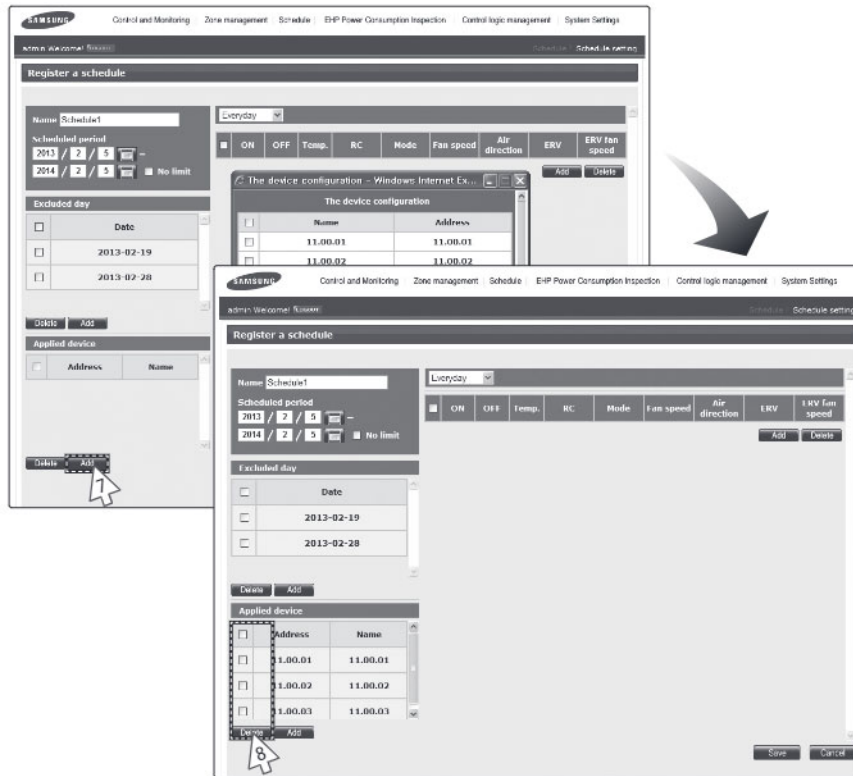 SAMSUNG Control and Monitoring Zone management Schedule EHP Power Consumption Inspection Control logic management System Settings
admin Welcome! Schedule Schedule setting
Register a schedule
Name Schedule1
Scheduled period
2013 / 2 / 5 -
2014 / 2 / 5 No limit
Everyday
ON OFF Temp. RC Mode Fan speed Air direction ERV ERV fan speed
Add Delete
The device configuration - Windows Internet Ex...
The device configuration
Name Address
11.00.01 11.00.01
11.00.02 11.00.02
Excluded day
Date
2013-02-19
2013-02-28
Delete Add
Applied device
Address Name
Delete Add
7
SAMSUNG Control and Monitoring Zone management Schedule EHP Power Consumption Inspection Control logic management System Settings
admin Welcome! Schedule Schedule setting
Register a schedule
Name Schedule1
Scheduled period
2013 / 2 / 5 -
2014 / 2 / 5 No limit
Everyday
ON OFF Temp. RC Mode Fan speed Air direction ERV ERV fan speed
Add Delete
Excluded day
Date
2013-02-19
2013-02-28
Delete Add
Applied device
Address Name
11.00.01 11.00.01
11.00.02 11.00.02
11.00.03 11.00.03
Delete Add
8
Save Cancel